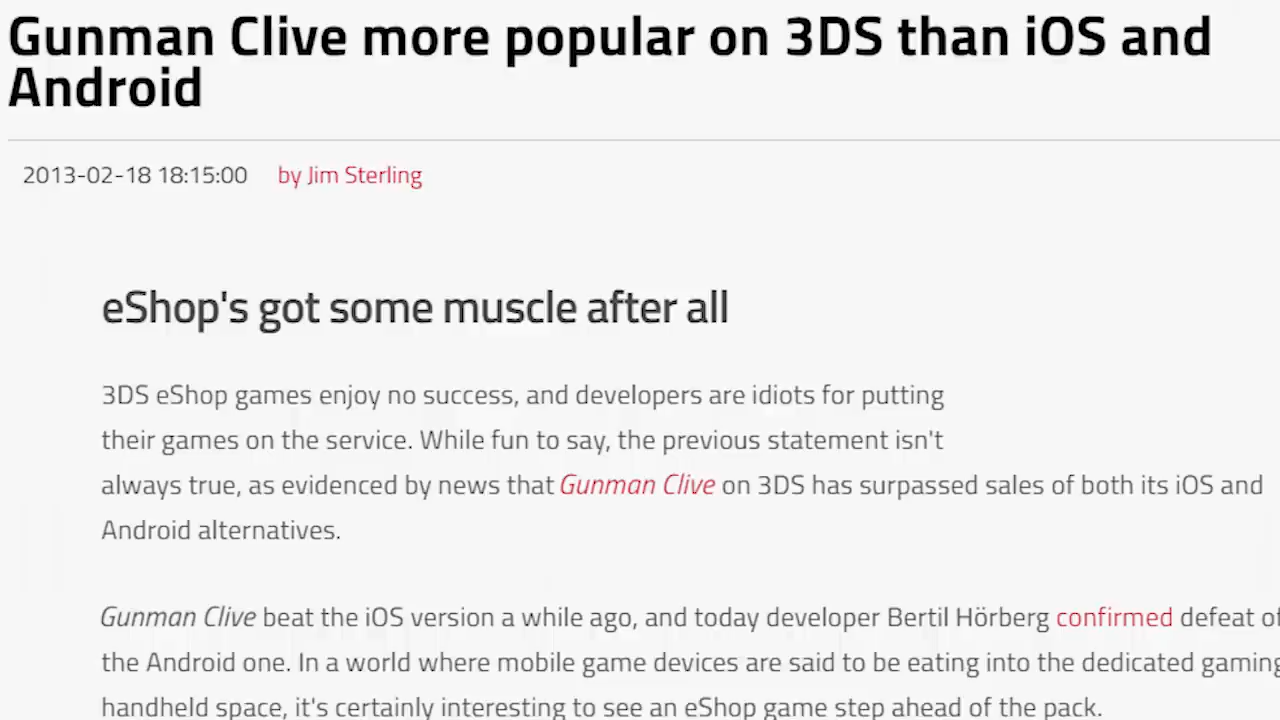 Gunman Clive more popular on 3DS than iOS and
Android
2013-02-18 18:15:00 by Jim Sterling
eShop's got some muscle after all
3DS eShop games enjoy no success, and developers are idiots for putting
their games on the service. While fun to say, the previous statement isn't
always true, as evidenced by news that Gunman Clive on 3DS has surpassed sales of both its iOS and
Android alternatives.
Gunman Clive beat the iOS version a while ago, and today developer Bertil Hörberg confirmed defeat of
the Android one. In a world where mobile game devices are said to be eating into the dedicated gaming
handheld space, it's certainly interesting to see an eShop game step ahead of the pack.